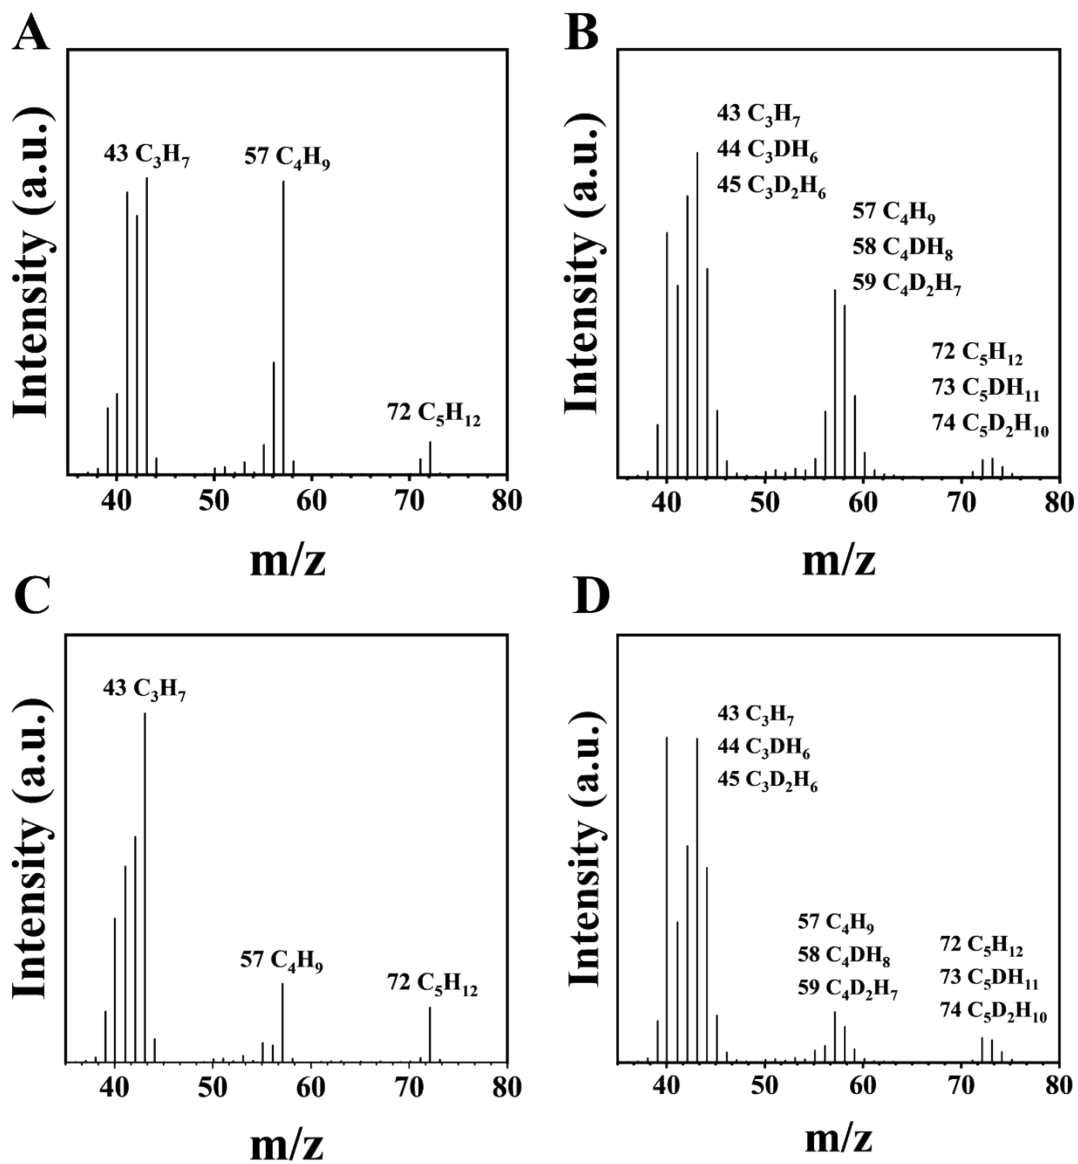 A
Intensity (a.u.)
43 C₃H₇
57 C₄H₉
72 C₅H₁₂
40
50
60
70
80
m/z
B
Intensity (a.u.)
43 C₃H₇
44 C₃DH₆
45 C₃D₂H₆
57 C₄H₉
58 C₄DH₈
59 C₄D₂H₇
72 C₅H₁₂
73 C₅DH₁₁
74 C₅D₂H₁₀
40
50
60
70
80
m/z
C
Intensity (a.u.)
43 C₃H₇
57 C₄H₉
72 C₅H₁₂
40
50
60
70
80
m/z
D
Intensity (a.u.)
43 C₃H₇
44 C₃DH₆
45 C₃D₂H₆
57 C₄H₉
58 C₄DH₈
59 C₄D₂H₇
72 C₅H₁₂
73 C₅DH₁₁
74 C₅D₂H₁₀
40
50
60
70
80
m/z